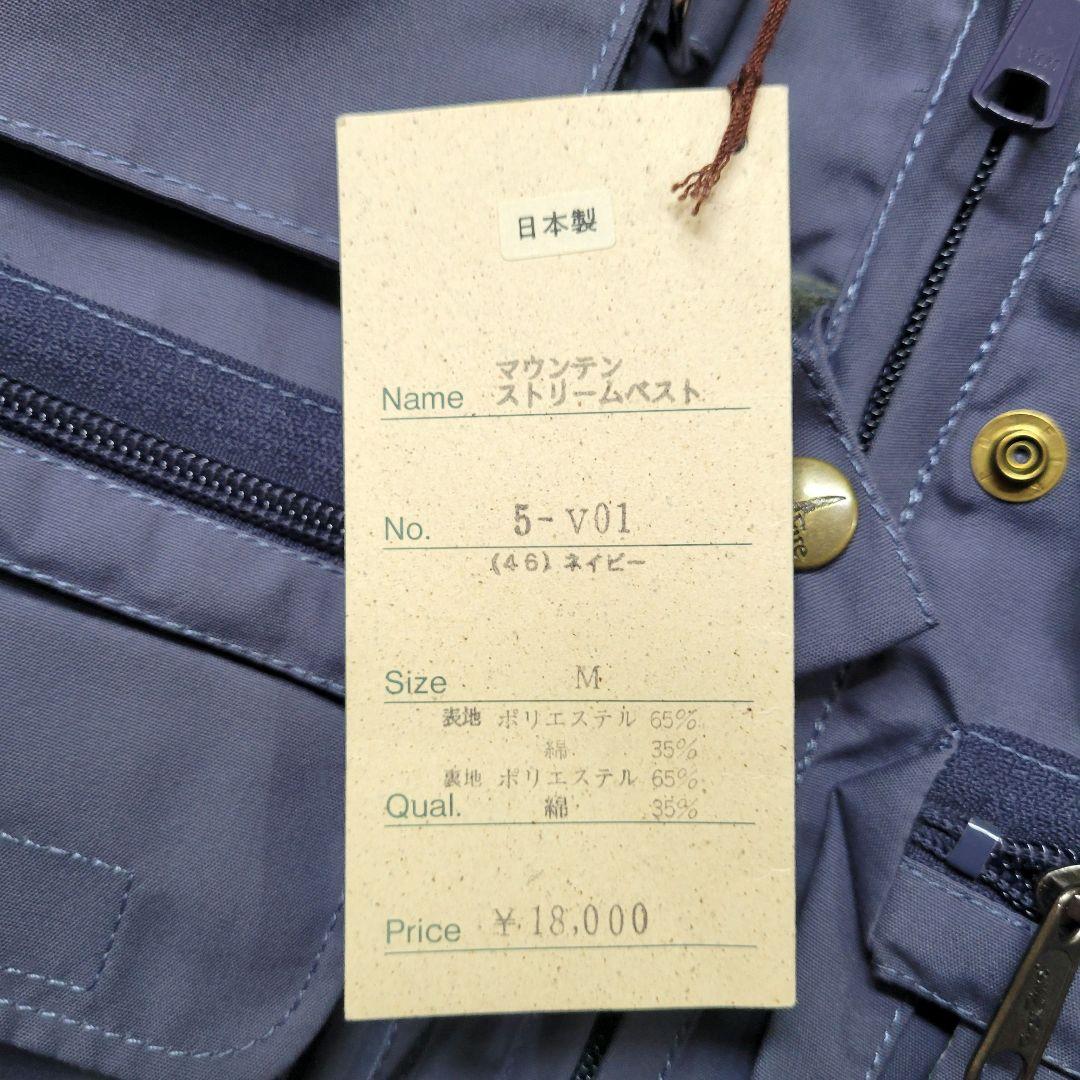 日本製
マウンテン
Name ストリームベスト
No. 5-V01
(46) ネイビー
Size M
表地 ポリエステル 65%
綿 35%
裏地 ポリエステル 65%
Qual. 綿 35%
Price ¥18,000